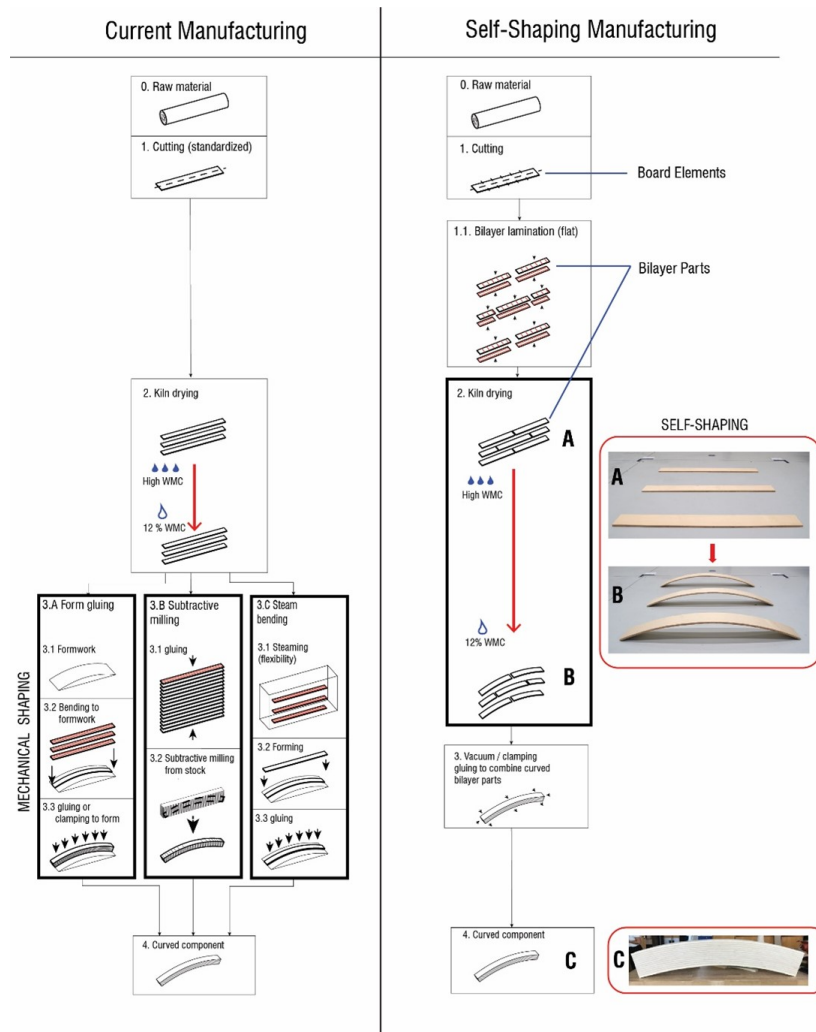 Current Manufacturing
0. Raw material
1. Cutting (standardized)
2. Kiln drying
High WMC
12 % WMC
MECHANICAL SHAPING
3.A Form gluing
3.1 Formwork
3.2 Bending to
formwork
3.3 gluing or
clamping to form
3.B Subtractive
milling
3.1 gluing
3.2 Subtractive milling
from stock
3.C Steam
bending
3.1 Steaming
(flexibility)
3.2 Forming
3.3 gluing
4. Curved component
Self-Shaping Manufacturing
0. Raw material
1. Cutting
Board Elements
1.1. Bilayer lamination (flat)
Bilayer Parts
2. Kiln drying
A
High WMC
12% WMC
B
SELF-SHAPING
A
B
3. Vacuum / clamping
gluing to combine curved
bilayer parts
4. Curved component
C
C